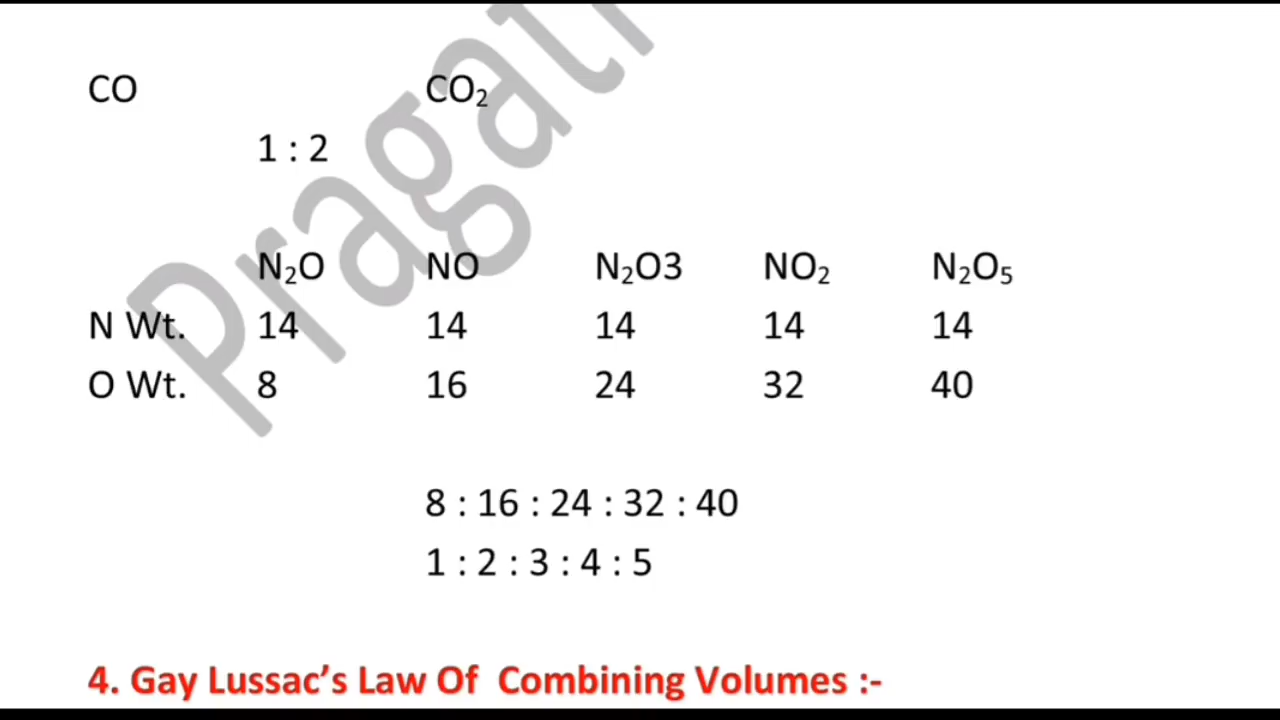 CO CO₂
1 : 2
N₂O NO N₂O3 NO₂ N₂O₅
N Wt. 14 14 14 14 14
O Wt. 8 16 24 32 40
8 : 16 : 24 : 32 : 40
1 : 2 : 3 : 4 : 5
4. Gay Lussac’s Law Of Combining Volumes :-
Pragati